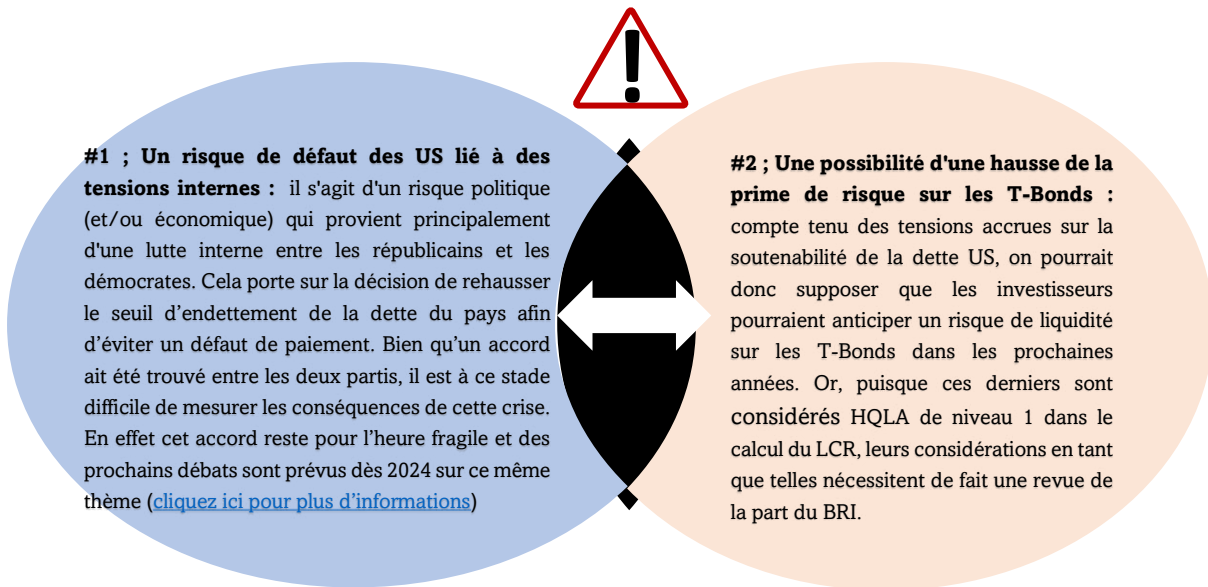 #1 ; Un risque de défaut des US lié à des
tensions internes : il s'agit d'un risque politique
(et/ou économique) qui provient principalement
d'une lutte interne entre les républicains et les
démocrates. Cela porte sur la décision de rehausser
le seuil d'endettement de la dette du pays afin
d'éviter un défaut de paiement. Bien qu'un accord
ait été trouvé entre les deux partis, il est à ce stade
difficile de mesurer les conséquences de cette crise.
En effet cet accord reste pour l'heure fragile et des
prochains débats sont prévus dès 2024 sur ce même
thème (cliquez ici pour plus d'informations)
#2 ; Une possibilité d'une hausse de la
prime de risque sur les T-Bonds :
compte tenu des tensions accrues sur la
soutenabilité de la dette US, on pourrait
donc supposer que les investisseurs
pourraient anticiper un risque de liquidité
sur les T-Bonds dans les prochaines
années. Or, puisque ces derniers sont
considérés HQLA de niveau 1 dans le
calcul du LCR, leurs considérations en tant
que telles nécessitent de fait une revue de
la part du BRI.